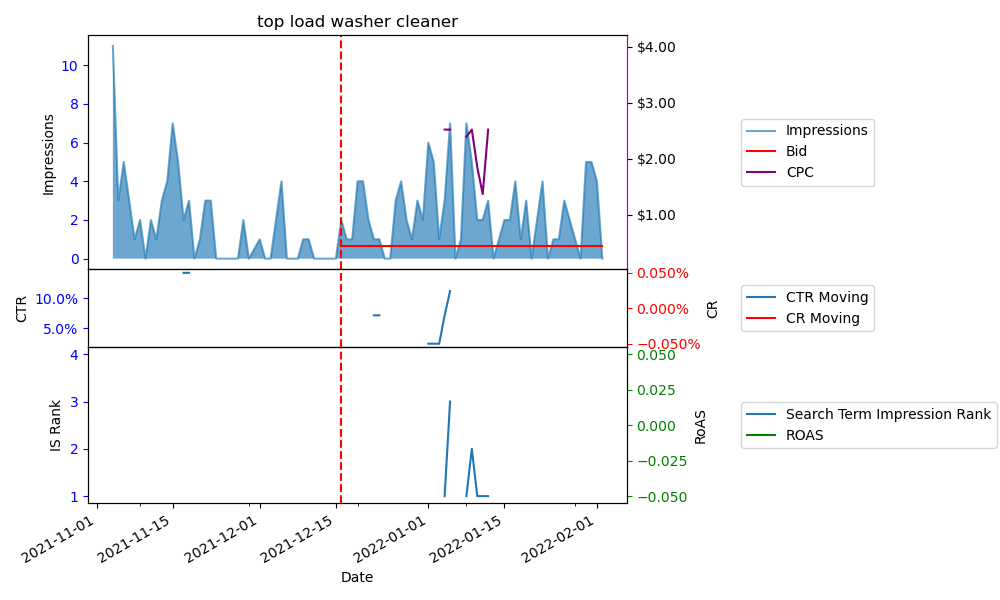 top load washer cleaner
Impressions
10
8
6
4
2
0
$4.00
$3.00
$2.00
$1.00
Impressions
Bid
CPC
CTR
10.0%
5.0%
0.050%
0.000%
−0.050%
CR
CTR Moving
CR Moving
IS Rank
4
3
2
1
0.050
0.025
0.000
−0.025
−0.050
RoAS
Search Term Impression Rank
ROAS
2021-11-01
2021-11-15
2021-12-01
2021-12-15
2022-01-01
2022-01-15
2022-02-01
Date